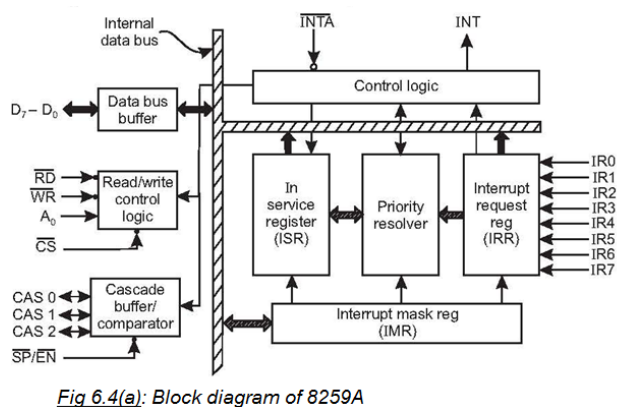 Internal
data bus
INTA
INT
Control logic
D7 – D0
Data bus
buffer
RD
WR
A0
CS
Read/write
control
logic
In
service
register
(ISR)
Priority
resolver
Interrupt
request
reg
(IRR)
IR0
IR1
IR2
IR3
IR4
IR5
IR6
IR7
CAS 0
CAS 1
CAS 2
SP/EN
Cascade
buffer/
comparator
Interrupt mask reg
(IMR)
Fig 6.4(a): Block diagram of 8259A